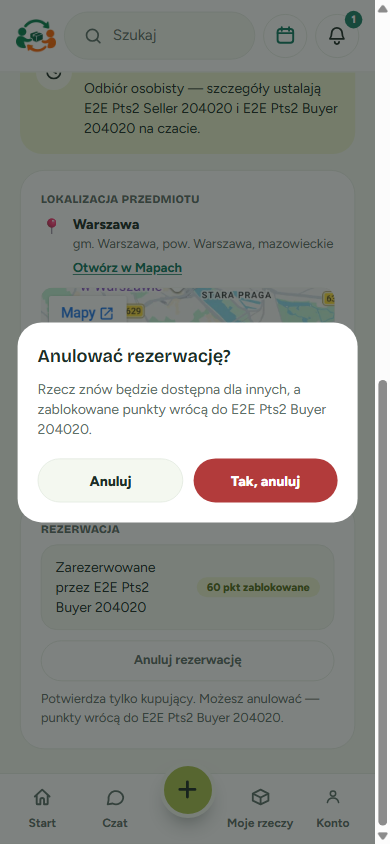 Szukaj
1
Odbiór osobisty — szczegóły ustalają
E2E Pts2 Seller 204020 i E2E Pts2 Buyer
204020 na czacie.
LOKALIZACJA PRZEDMIOTU
Warszawa
gm. Warszawa, pow. Warszawa, mazowieckie
Otwórz w Mapach
w Warszawie
STARA PRAGA
Mapy
629
Anulować rezerwację?
Rzecz znów będzie dostępna dla innych, a
zablokowane punkty wrócą do E2E Pts2 Buyer
204020.
Anuluj
Tak, anuluj
REZERWACJA
Zarezerwowane
przez E2E Pts2
Buyer 204020
60 pkt zablokowane
Anuluj rezerwację
Potwierdza tylko kupujący. Możesz anulować —
punkty wrócą do E2E Pts2 Buyer 204020.
Start
Czat
Moje rzeczy
Konto